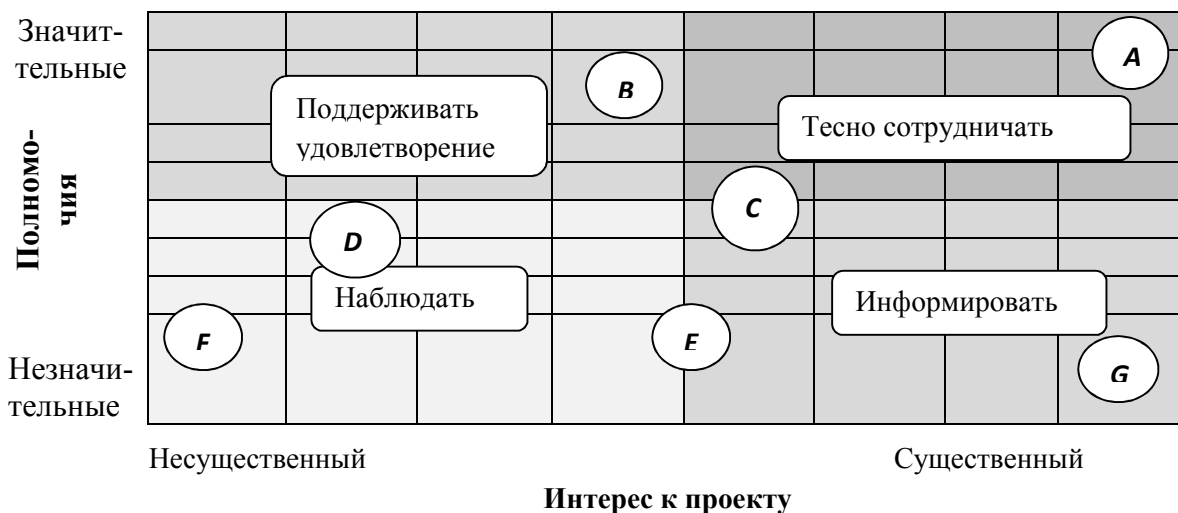 Значит-
тельные
A
B
Поддерживать
удовлетворение
Тесно сотрудничать
Полномо-
чия
C
D
Наблюдать
Информировать
F
E
G
Незначи-
тельные
Несущественный
Существенный
Интерес к проекту